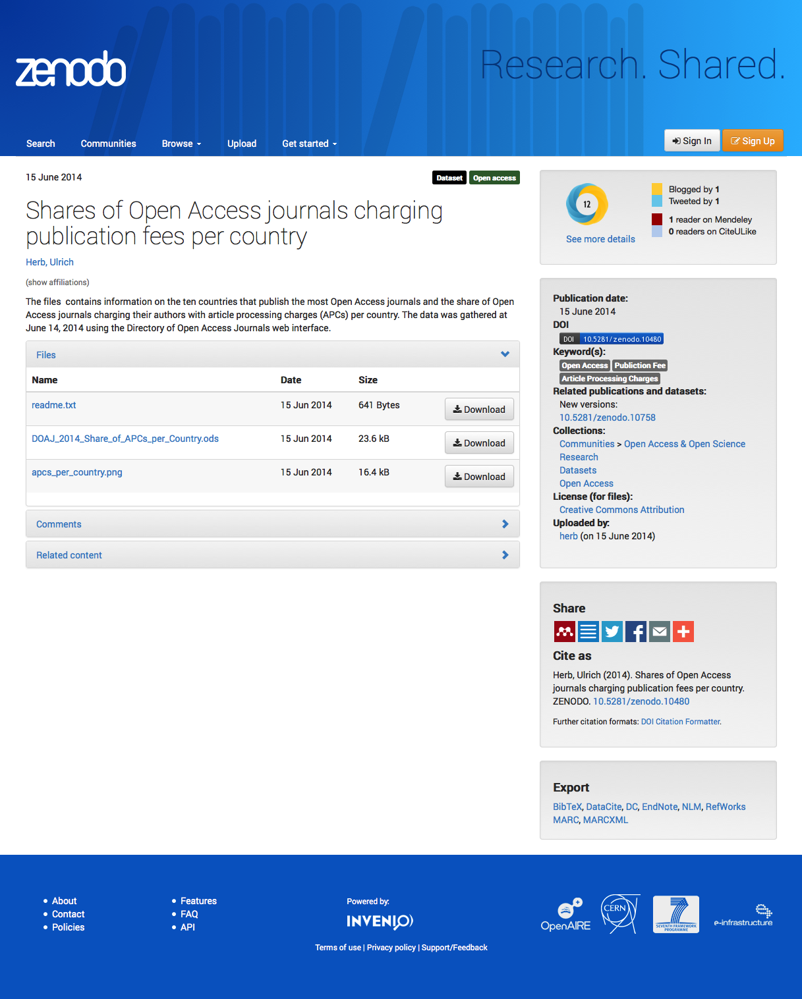 zenodo
Research. Shared.
Search Communities Browse Upload Get started
Sign In Sign Up
15 June 2014
Dataset Open access
Shares of Open Access journals charging
publication fees per country
Herb, Ulrich
(show affiliations)
The files contains information on the ten countries that publish the most Open Access journals and the share of Open
Access journals charging their authors with article processing charges (APCs) per country. The data was gathered at
June 14, 2014 using the Directory of Open Access Journals web interface.
Files
Name Date Size
readme.txt 15 Jun 2014 641 Bytes Download
DOAJ_2014_Share_of_APCs_per_Country.ods 15 Jun 2014 23.6 kB Download
apcs_per_country.png 15 Jun 2014 16.4 kB Download
Comments
Related content
12
See more details
Blogged by 1
Tweeted by 1
1 reader on Mendeley
0 readers on CiteULike
Publication date:
15 June 2014
DOI
DOI 10.5281/zenodo.10480
Keyword(s):
Open Access Publiction Fee
Article Processing Charges
Related publications and datasets:
New versions:
10.5281/zenodo.10758
Collections:
Communities > Open Access & Open Science
Research
Datasets
Open Access
License (for files):
Creative Commons Attribution
Uploaded by:
herb (on 15 June 2014)
Share
Cite as
Herb, Ulrich (2014). Shares of Open Access
journals charging publication fees per country.
ZENODO. 10.5281/zenodo.10480
Further citation formats: DOI Citation Formatter.
Export
BibTeX, DataCite, DC, EndNote, NLM, RefWorks
MARC, MARCXML
About
Contact
Policies
Features
FAQ
API
Powered by:
INVENIO
Terms of use | Privacy policy | Support/Feedback
OpenAIRE
CERN
7
SEVENTH FRAMEWORK
PROGRAMME
e-infrastructure